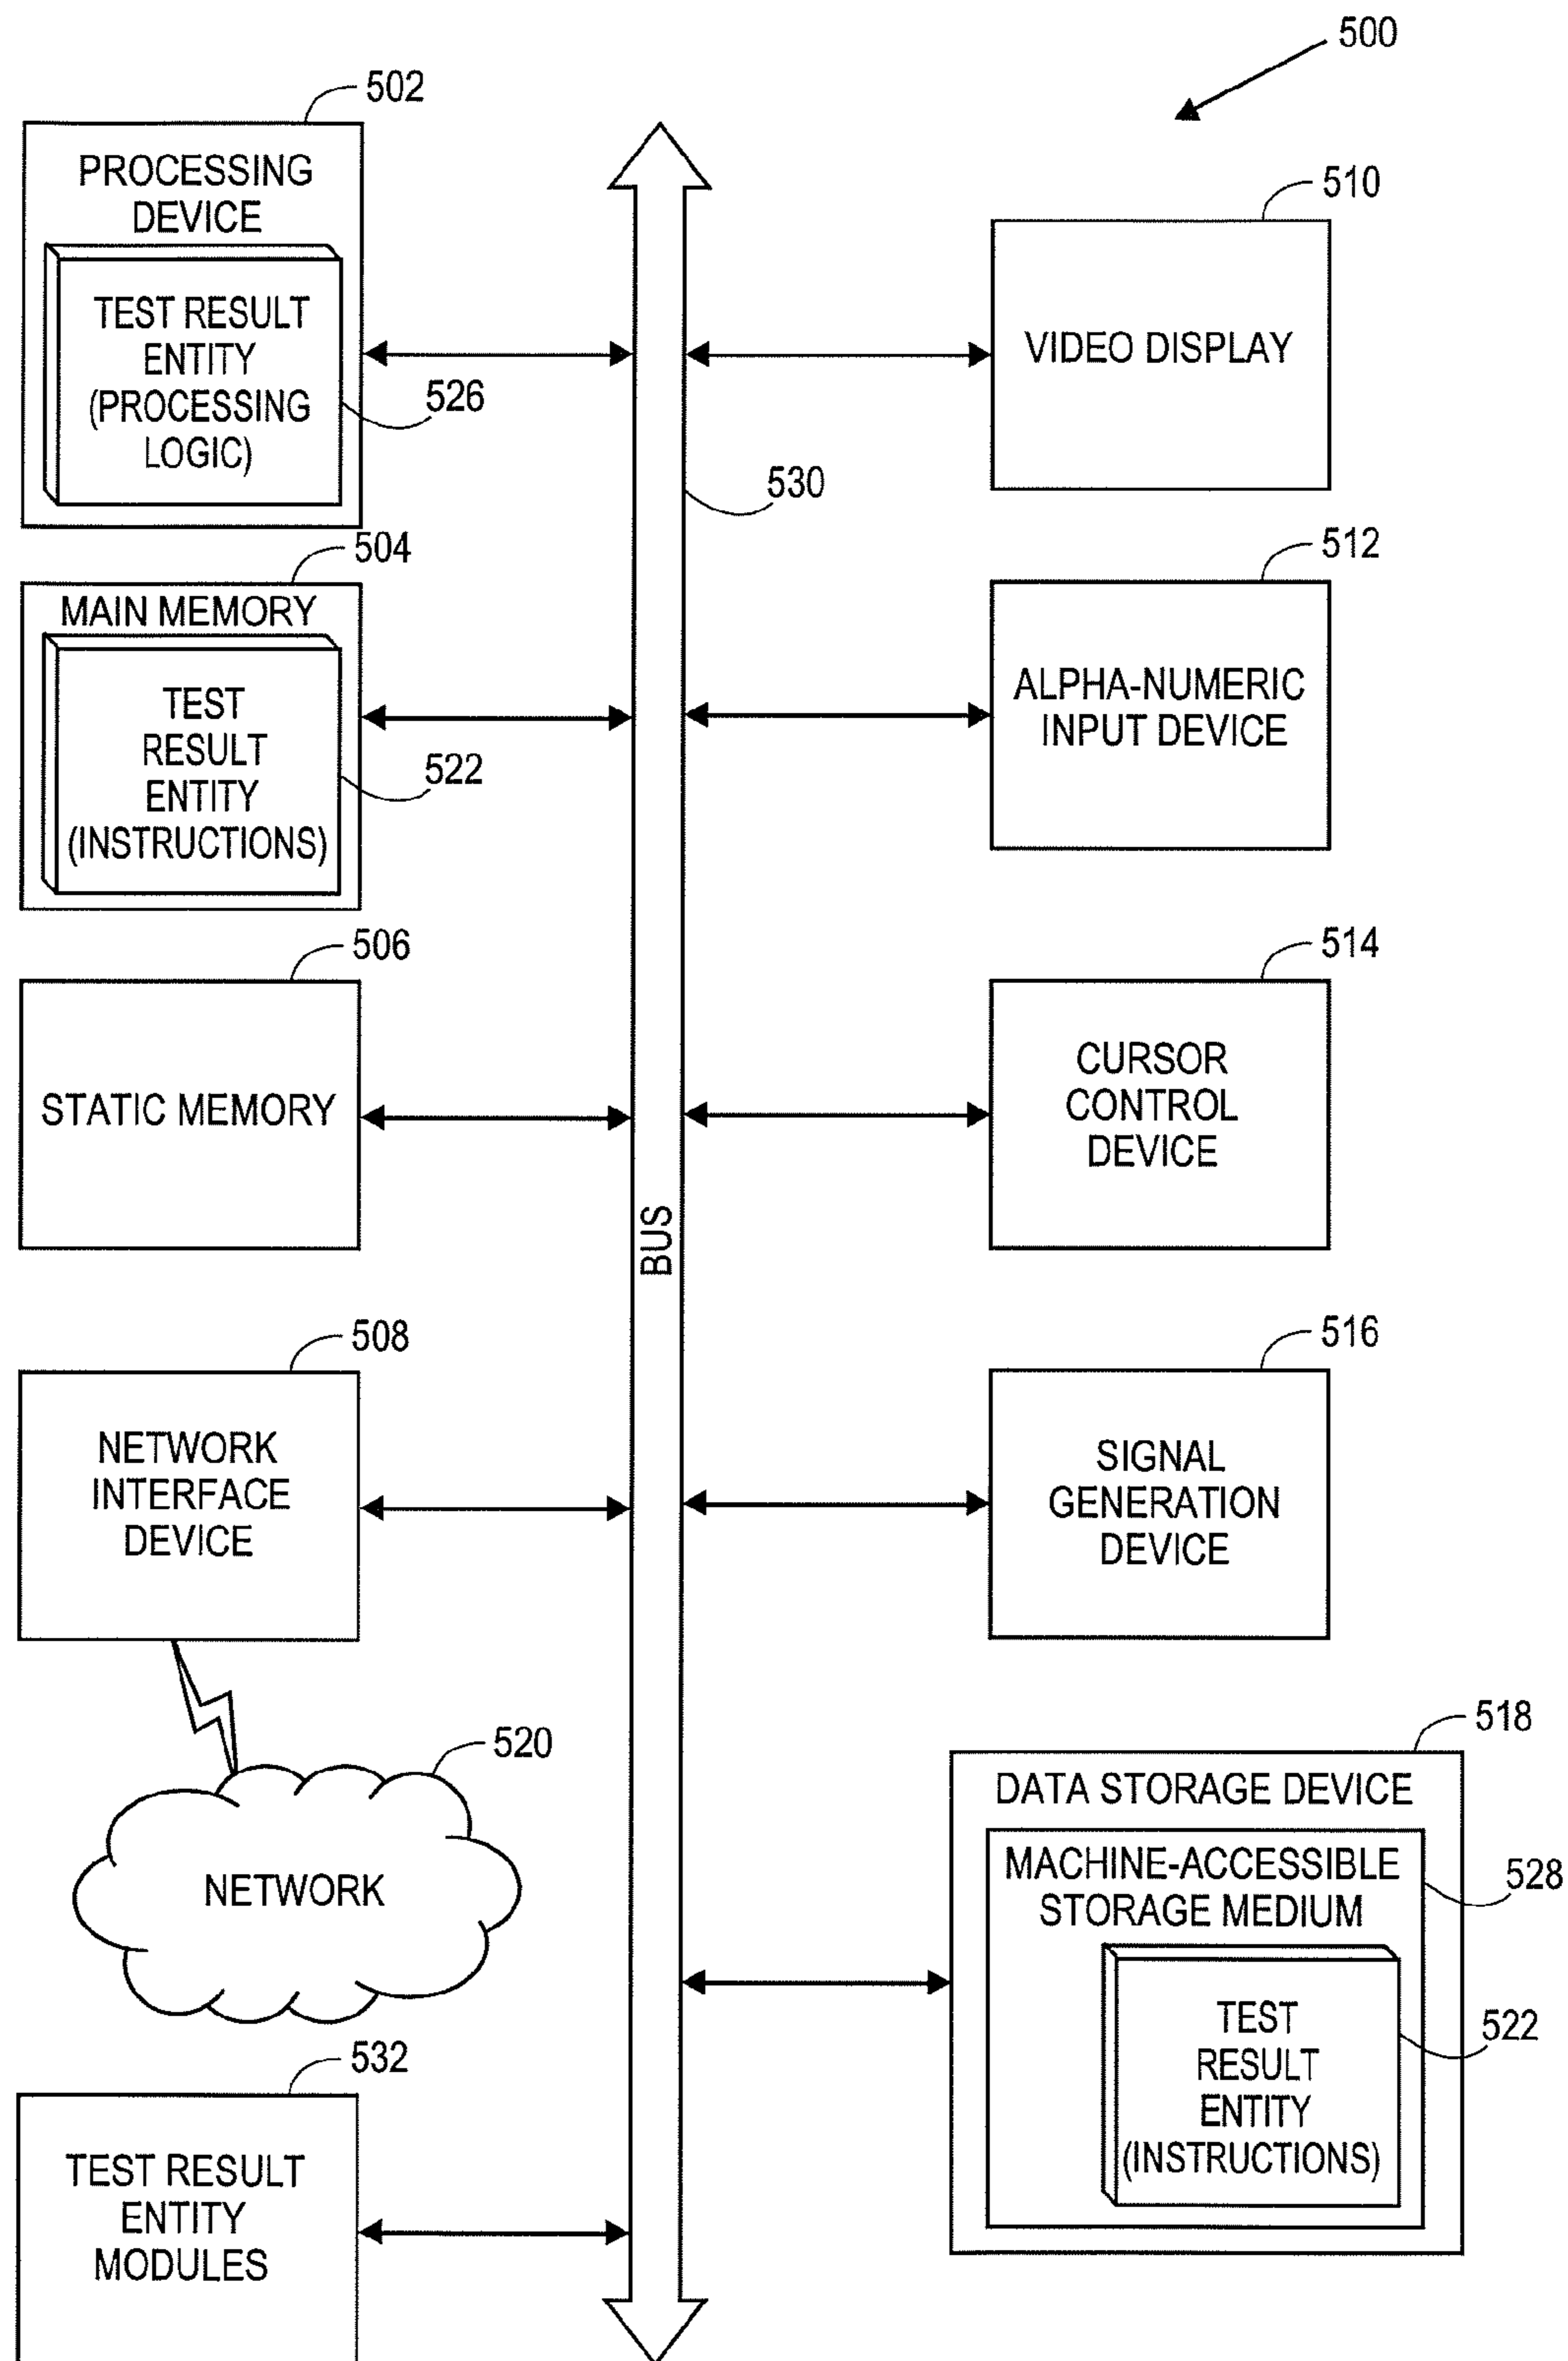 500
502
PROCESSING
DEVICE
TEST RESULT
ENTITY
(PROCESSING
LOGIC)
526
510
VIDEO DISPLAY
530
504
MAIN MEMORY
TEST
RESULT
ENTITY
(INSTRUCTIONS)
522
512
ALPHA-NUMERIC
INPUT DEVICE
506
STATIC MEMORY
514
CURSOR
CONTROL
DEVICE
BUS
508
NETWORK
INTERFACE
DEVICE
516
SIGNAL
GENERATION
DEVICE
520
NETWORK
518
DATA STORAGE DEVICE
MACHINE-ACCESSIBLE
STORAGE MEDIUM
528
TEST
RESULT
ENTITY
(INSTRUCTIONS)
522
532
TEST RESULT
ENTITY
MODULES